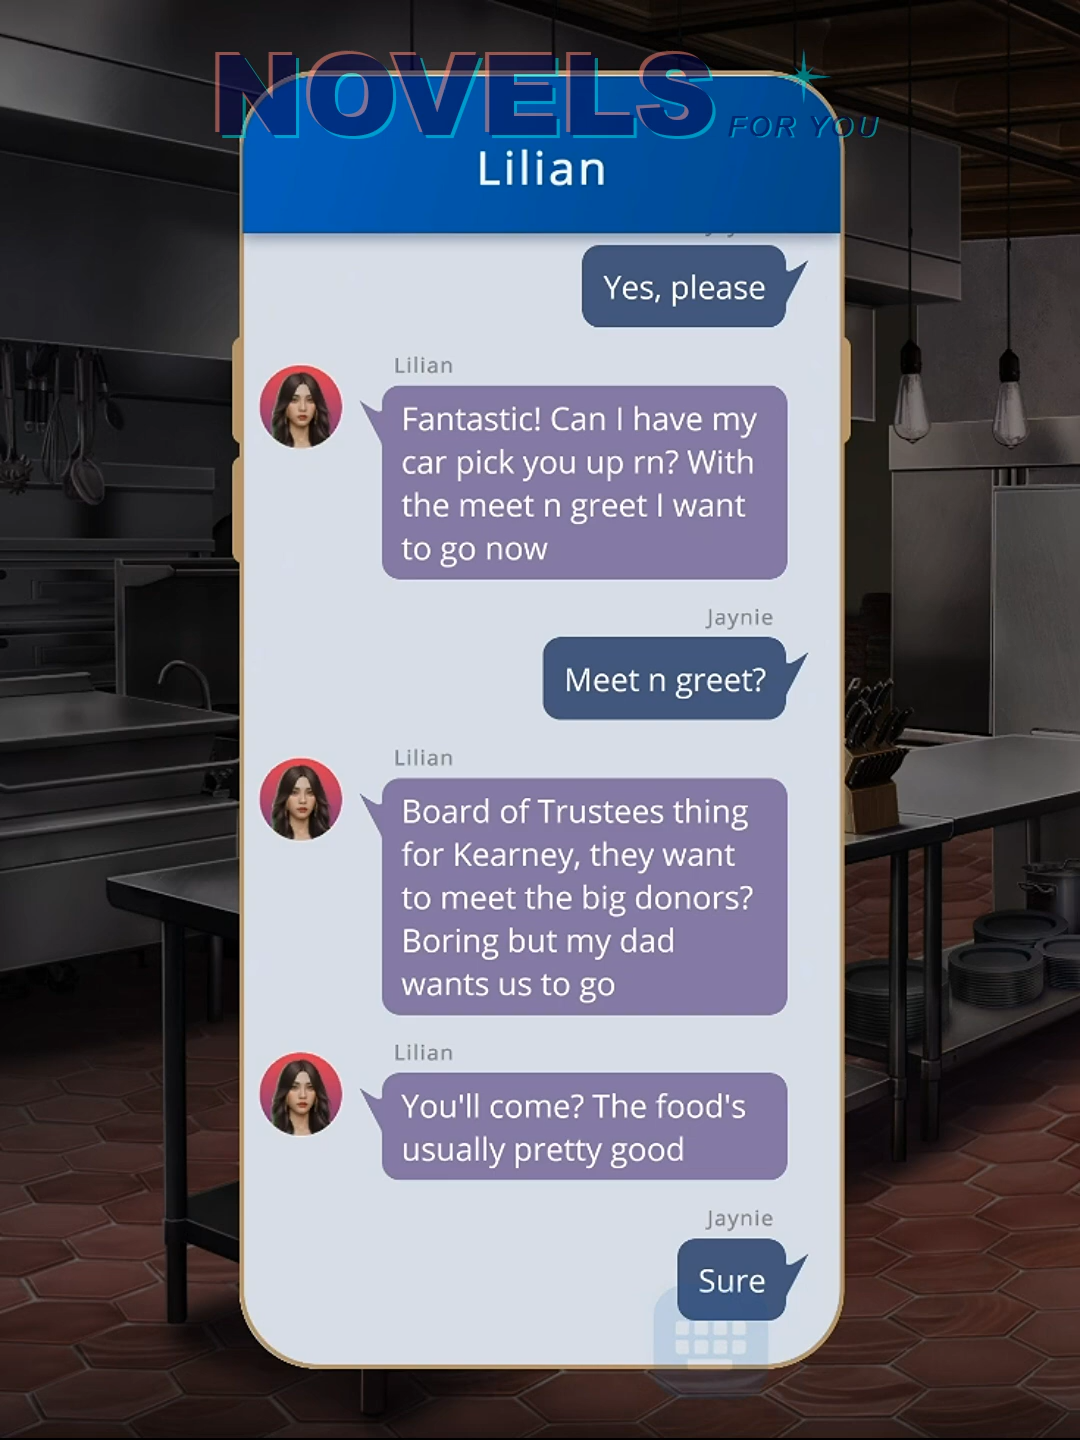 NOVELS
FOR YOU
Lilian
Yes, please
Lilian
Fantastic! Can I have my
car pick you up rn? With
the meet n greet I want
to go now
Jaynie
Meet n greet?
Lilian
Board of Trustees thing
for Kearney, they want
to meet the big donors?
Boring but my dad
wants us to go
Lilian
You'll come? The food's
usually pretty good
Jaynie
Sure